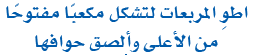 اطوِ المربعات لتشكل مكعبًا مفتوحًا
من الأعلى وألصق حوافها